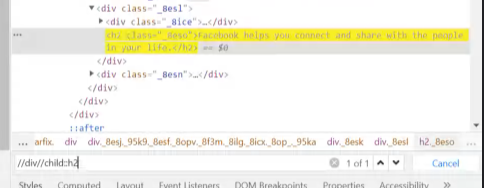 ▼<div class="_8esl">
▶<div class="_8ice">…</div>
… <h2 class="_8eso">Facebook helps you connect and share with the people
in your life.</h2> == $0
</div>
▶<div class="_8esn">…</div>
</div>
</div>
</div>
::after
… arfix. div div._8esj._95k9._8esf._8opv._8f3m._8ilg._8icx._8op_._95ka div._8esk div._8esl h2._8eso …
//div//child::h2 1 of 1 Cancel
Styles Computed Layout Event Listeners DOM Breakpoints Properties Accessibility »